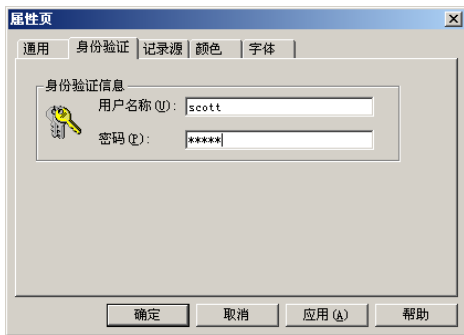 属性页
通用 身份验证 记录源 颜色 字体
身份验证信息
用户名称(U): scott
密码(P): *****
确定 取消 应用(A) 帮助